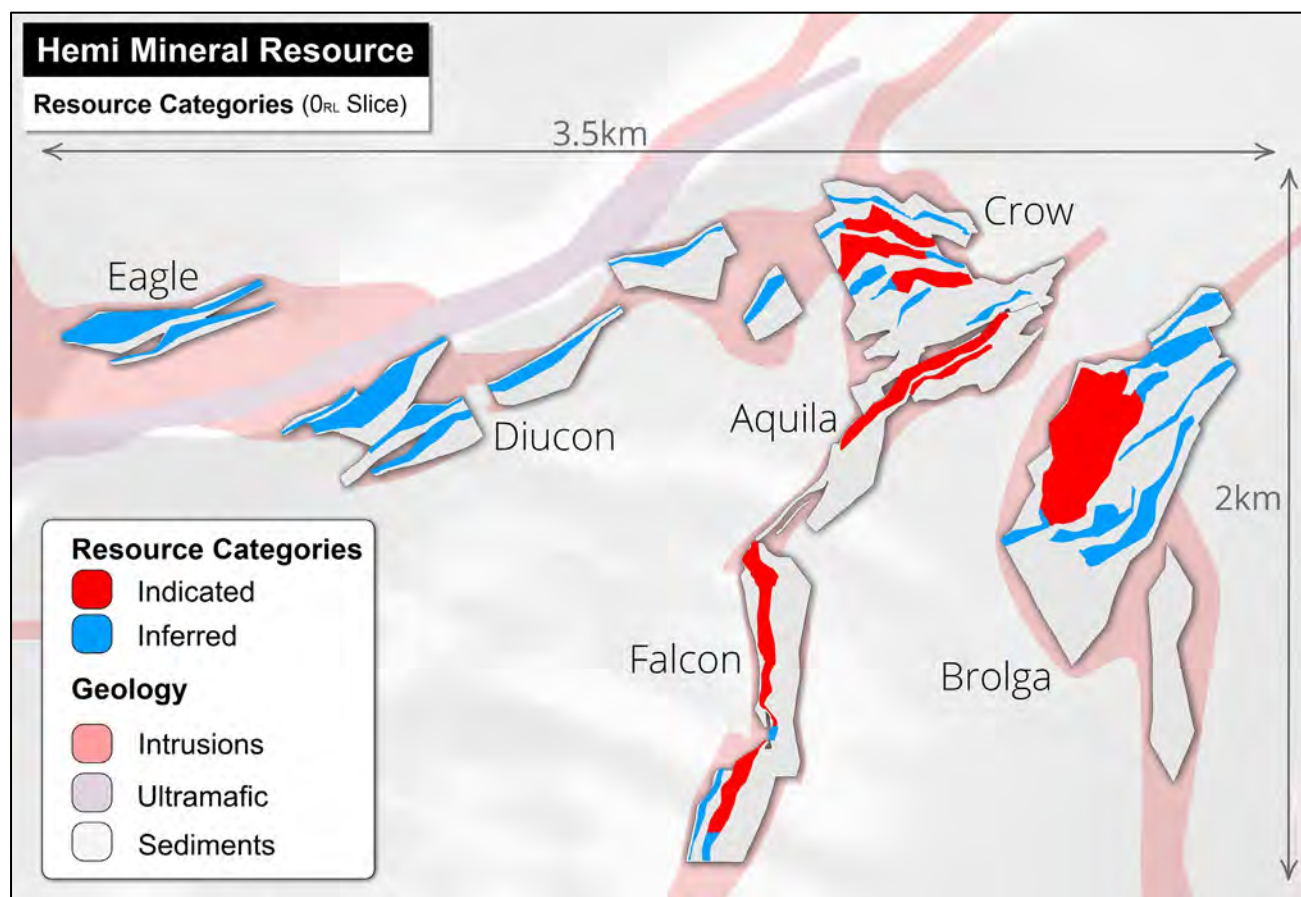 Hemi Mineral Resource
Resource Categories (0RL Slice)
3.5km
Crow
Eagle
Aquila
Diucon
2km
Falcon
Brolga
Resource Categories
Indicated
Inferred
Geology
Intrusions
Ultramafic
Sediments